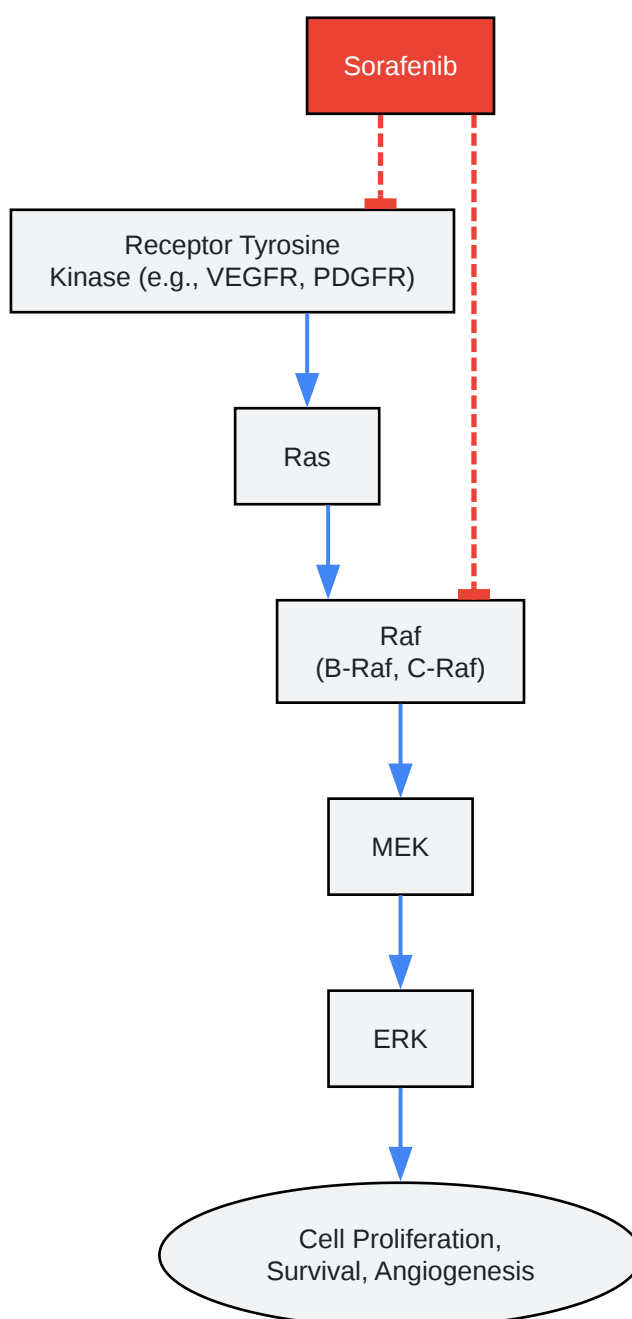 Sorafenib
Receptor Tyrosine
Kinase (e.g., VEGFR, PDGFR)
Ras
Raf
(B-Raf, C-Raf)
MEK
ERK
Cell Proliferation,
Survival, Angiogenesis